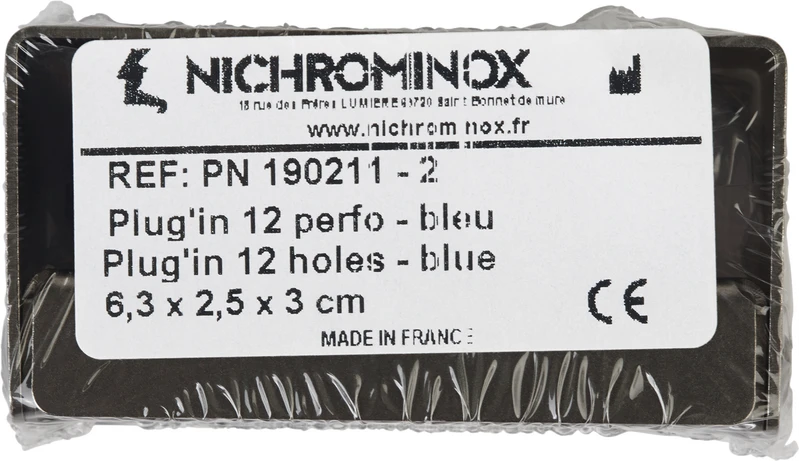 NICHROMINOX
18 rue des Frères LUMIERE 69720 Saint Bonnet de mure
www.nichrominox.fr
REF: PN 190211 - 2
Plug'in 12 perfo - bleu
Plug'in 12 holes - blue
6,3 x 2,5 x 3 cm
CE
MADE IN FRANCE